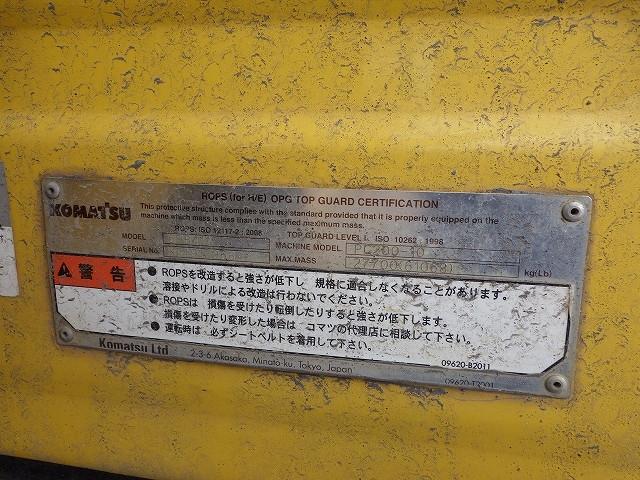 ROPS (for H/E) OPG TOP GUARD CERTIFICATION
KOMATSU
This protective structure complies with the standard provided that it is properly equipped on the
machine which mass is less than the specified maximum mass.
ROPS: ISO 12117-2 : 2008 TOP GUARD LEVEL ISO 10262 : 1998
MODEL MACHINE MODEL PC200-10
SERIAL No. MAX.MASS kg(Lb)
警告
● ROPSを改造すると強さが低下し 規格に適合しなくなることがあります。
溶接やドリルによる改造は行わないでください。
● ROPSは 損傷を受けたり転倒したりすると強さが低下します。
損傷を受けたり変形した場合は コマツの代理店に相談して下さい。
● 運転時は 必ずシートベルトを着用して下さい。
09620-B2011
Komatsu Ltd
2-3-6 Akasaka, Minato-ku, Tokyo, Japan
09620-T2001